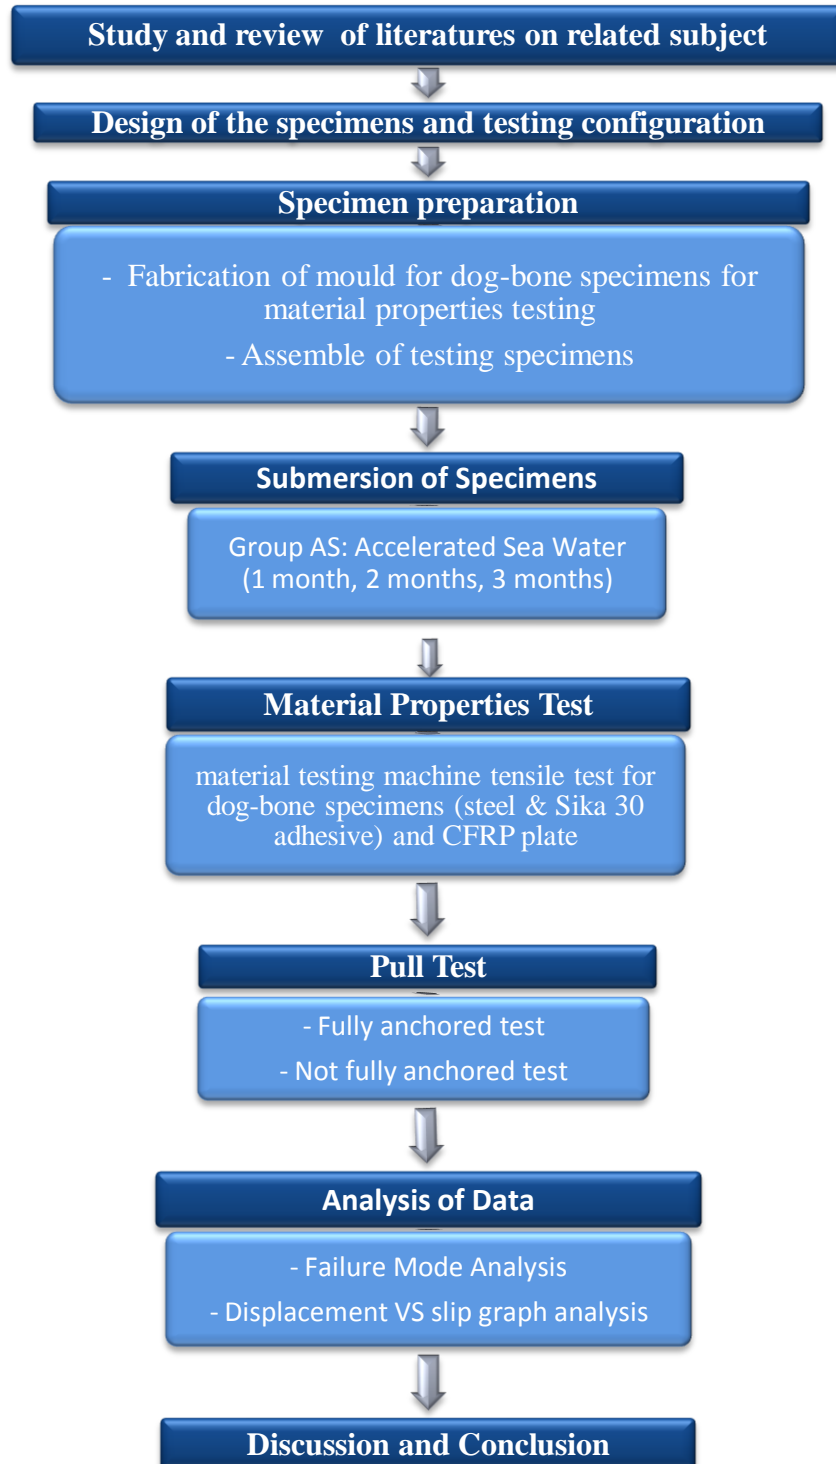 Study and review of literatures on related subject
Design of the specimens and testing configuration
Specimen preparation
- Fabrication of mould for dog-bone specimens for
material properties testing
- Assemble of testing specimens
Submersion of Specimens
Group AS: Accelerated Sea Water
(1 month, 2 months, 3 months)
Material Properties Test
material testing machine tensile test for
dog-bone specimens (steel & Sika 30
adhesive) and CFRP plate
Pull Test
- Fully anchored test
- Not fully anchored test
Analysis of Data
- Failure Mode Analysis
- Displacement VS slip graph analysis
Discussion and Conclusion